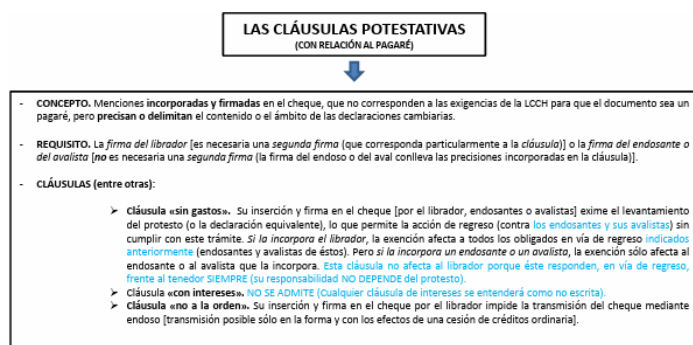 LAS CLÁUSULAS POTESTATIVAS
(CON RELACIÓN AL PAGARÉ)
- CONCEPTO. Menciones incorporadas y firmadas en el cheque, que no corresponden a las exigencias de la LCCH para que el documento sea un
pagaré, pero precisan o delimitan el contenido o el ámbito de las declaraciones cambiarias.
- REQUISITO. La firma del librador [es necesaria una segunda firma (que corresponda particularmente a la cláusula)] o la firma del endosante o
del avalista [no es necesaria una segunda firma (la firma del endoso o del aval conlleva las precisiones incorporadas en la cláusula)].
- CLÁUSULAS (entre otras):
➢ Cláusula «sin gastos». Su inserción y firma en el cheque [por el librador, endosantes o avalistas] exime el levantamiento
del protesto (o la declaración equivalente), lo que permite la acción de regreso (contra los endosantes y sus avalistas) sin
cumplir con este trámite. Si la incorpora el librador, la exención afecta a todos los obligados en vía de regreso indicados
anteriormente (endosantes y avalistas de éstos). Pero si la incorpora un endosante o un avalista, la exención sólo afecta al
endosante o al avalista que la incorpora. Esta cláusula no afecta al librador porque éste responden, en vía de regreso,
frente al tenedor SIEMPRE (su responsabilidad NO DEPENDE del protesto).
➢ Cláusula «con intereses». NO SE ADMITE (Cualquier cláusula de intereses se entenderá como no escrita).
➢ Cláusula «no a la orden». Su inserción y firma en el cheque por el librador impide la transmisión del cheque mediante
endoso [transmisión posible sólo en la forma y con los efectos de una cesión de créditos ordinaria].